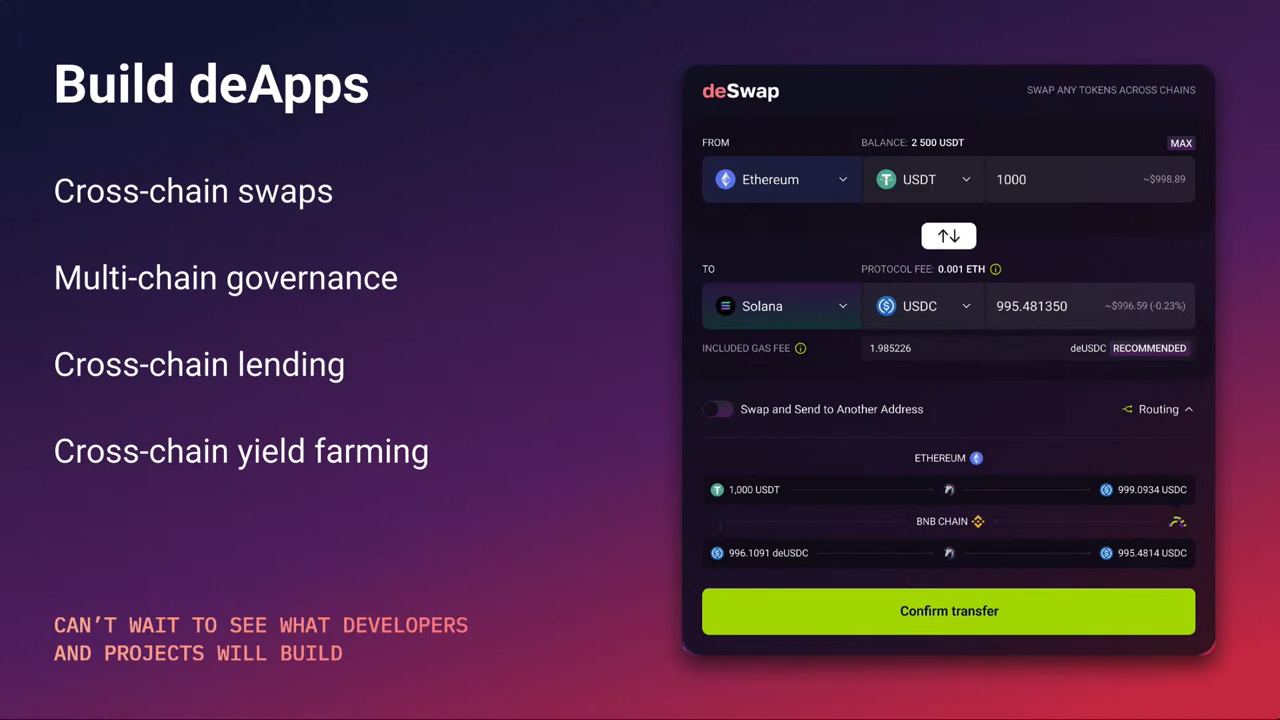 Build deApps
Cross-chain swaps
Multi-chain governance
Cross-chain lending
Cross-chain yield farming
CAN’T WAIT TO SEE WHAT DEVELOPERS
AND PROJECTS WILL BUILD
deSwap
SWAP ANY TOKENS ACROSS CHAINS
FROM
BALANCE: 2 500 USDT
MAX
Ethereum
USDT
1000
~$998.89
TO
PROTOCOL FEE: 0.001 ETH
Solana
USDC
995.481350
~$996.59 (-0.23%)
INCLUDED GAS FEE
1.985226
deUSDC RECOMMENDED
Swap and Send to Another Address
Routing
ETHEREUM
1,000 USDT
999.0934 USDC
BNB CHAIN
996.1091 deUSDC
995.4814 USDC
Confirm transfer